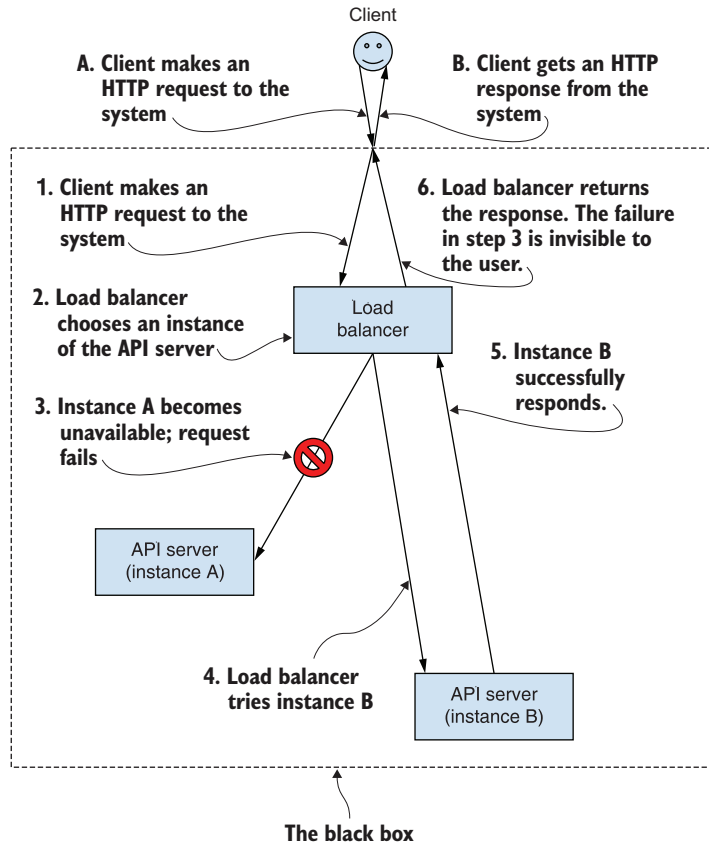 Client
A. Client makes an
HTTP request to the
system
B. Client gets an HTTP
response from the
system
1. Client makes an
HTTP request to the
system
6. Load balancer returns
the response. The failure
in step 3 is invisible to
the user.
2. Load balancer
chooses an instance
of the API server
Load
balancer
5. Instance B
successfully
responds.
3. Instance A becomes
unavailable; request
fails
API server
(instance A)
4. Load balancer
tries instance B
API server
(instance B)
The black box